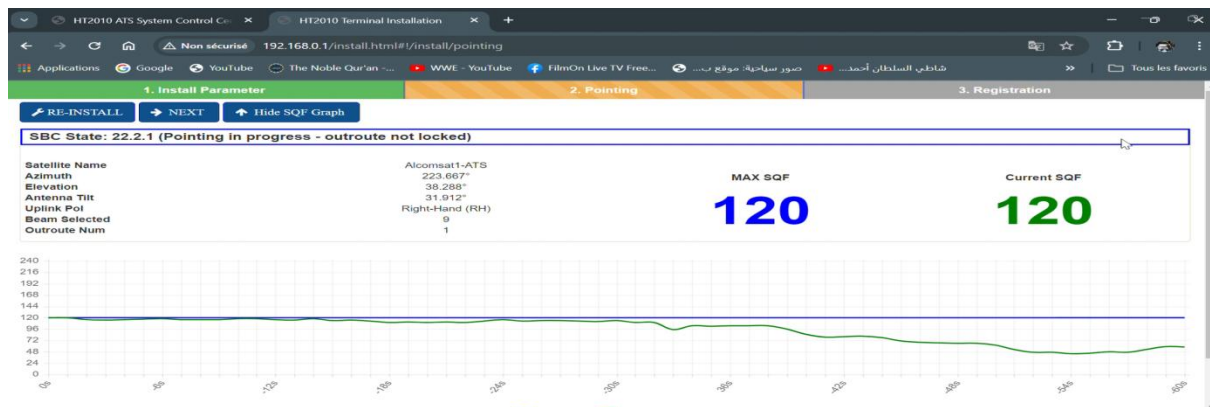 HT2010 ATS System Control Ce
HT2010 Terminal Installation
Non sécurisé 192.168.0.1/install.html#!/install/pointing
Applications Google YouTube The Noble Qur'an -... WWE - YouTube FilmOn Live TV Free... صور سياحية: موقع ب... شاطي السلطان أحمد... » Tous les favoris
1. Install Parameter 2. Pointing 3. Registration
RE-INSTALL NEXT Hide SQF Graph
SBC State: 22.2.1 (Pointing in progress - outroute not locked)
Satellite Name Alcomsat1-ATS
Azimuth 223.667°
Elevation 38.288°
Antenna Tilt 31.912°
Uplink Pol Right-Hand (RH)
Beam Selected 9
Outroute Num 1
MAX SQF
120
Current SQF
120
240
216
192
168
144
120
96
72
48
24
0
0s -6s -12s -18s -24s -30s -36s -42s -48s -54s -60s